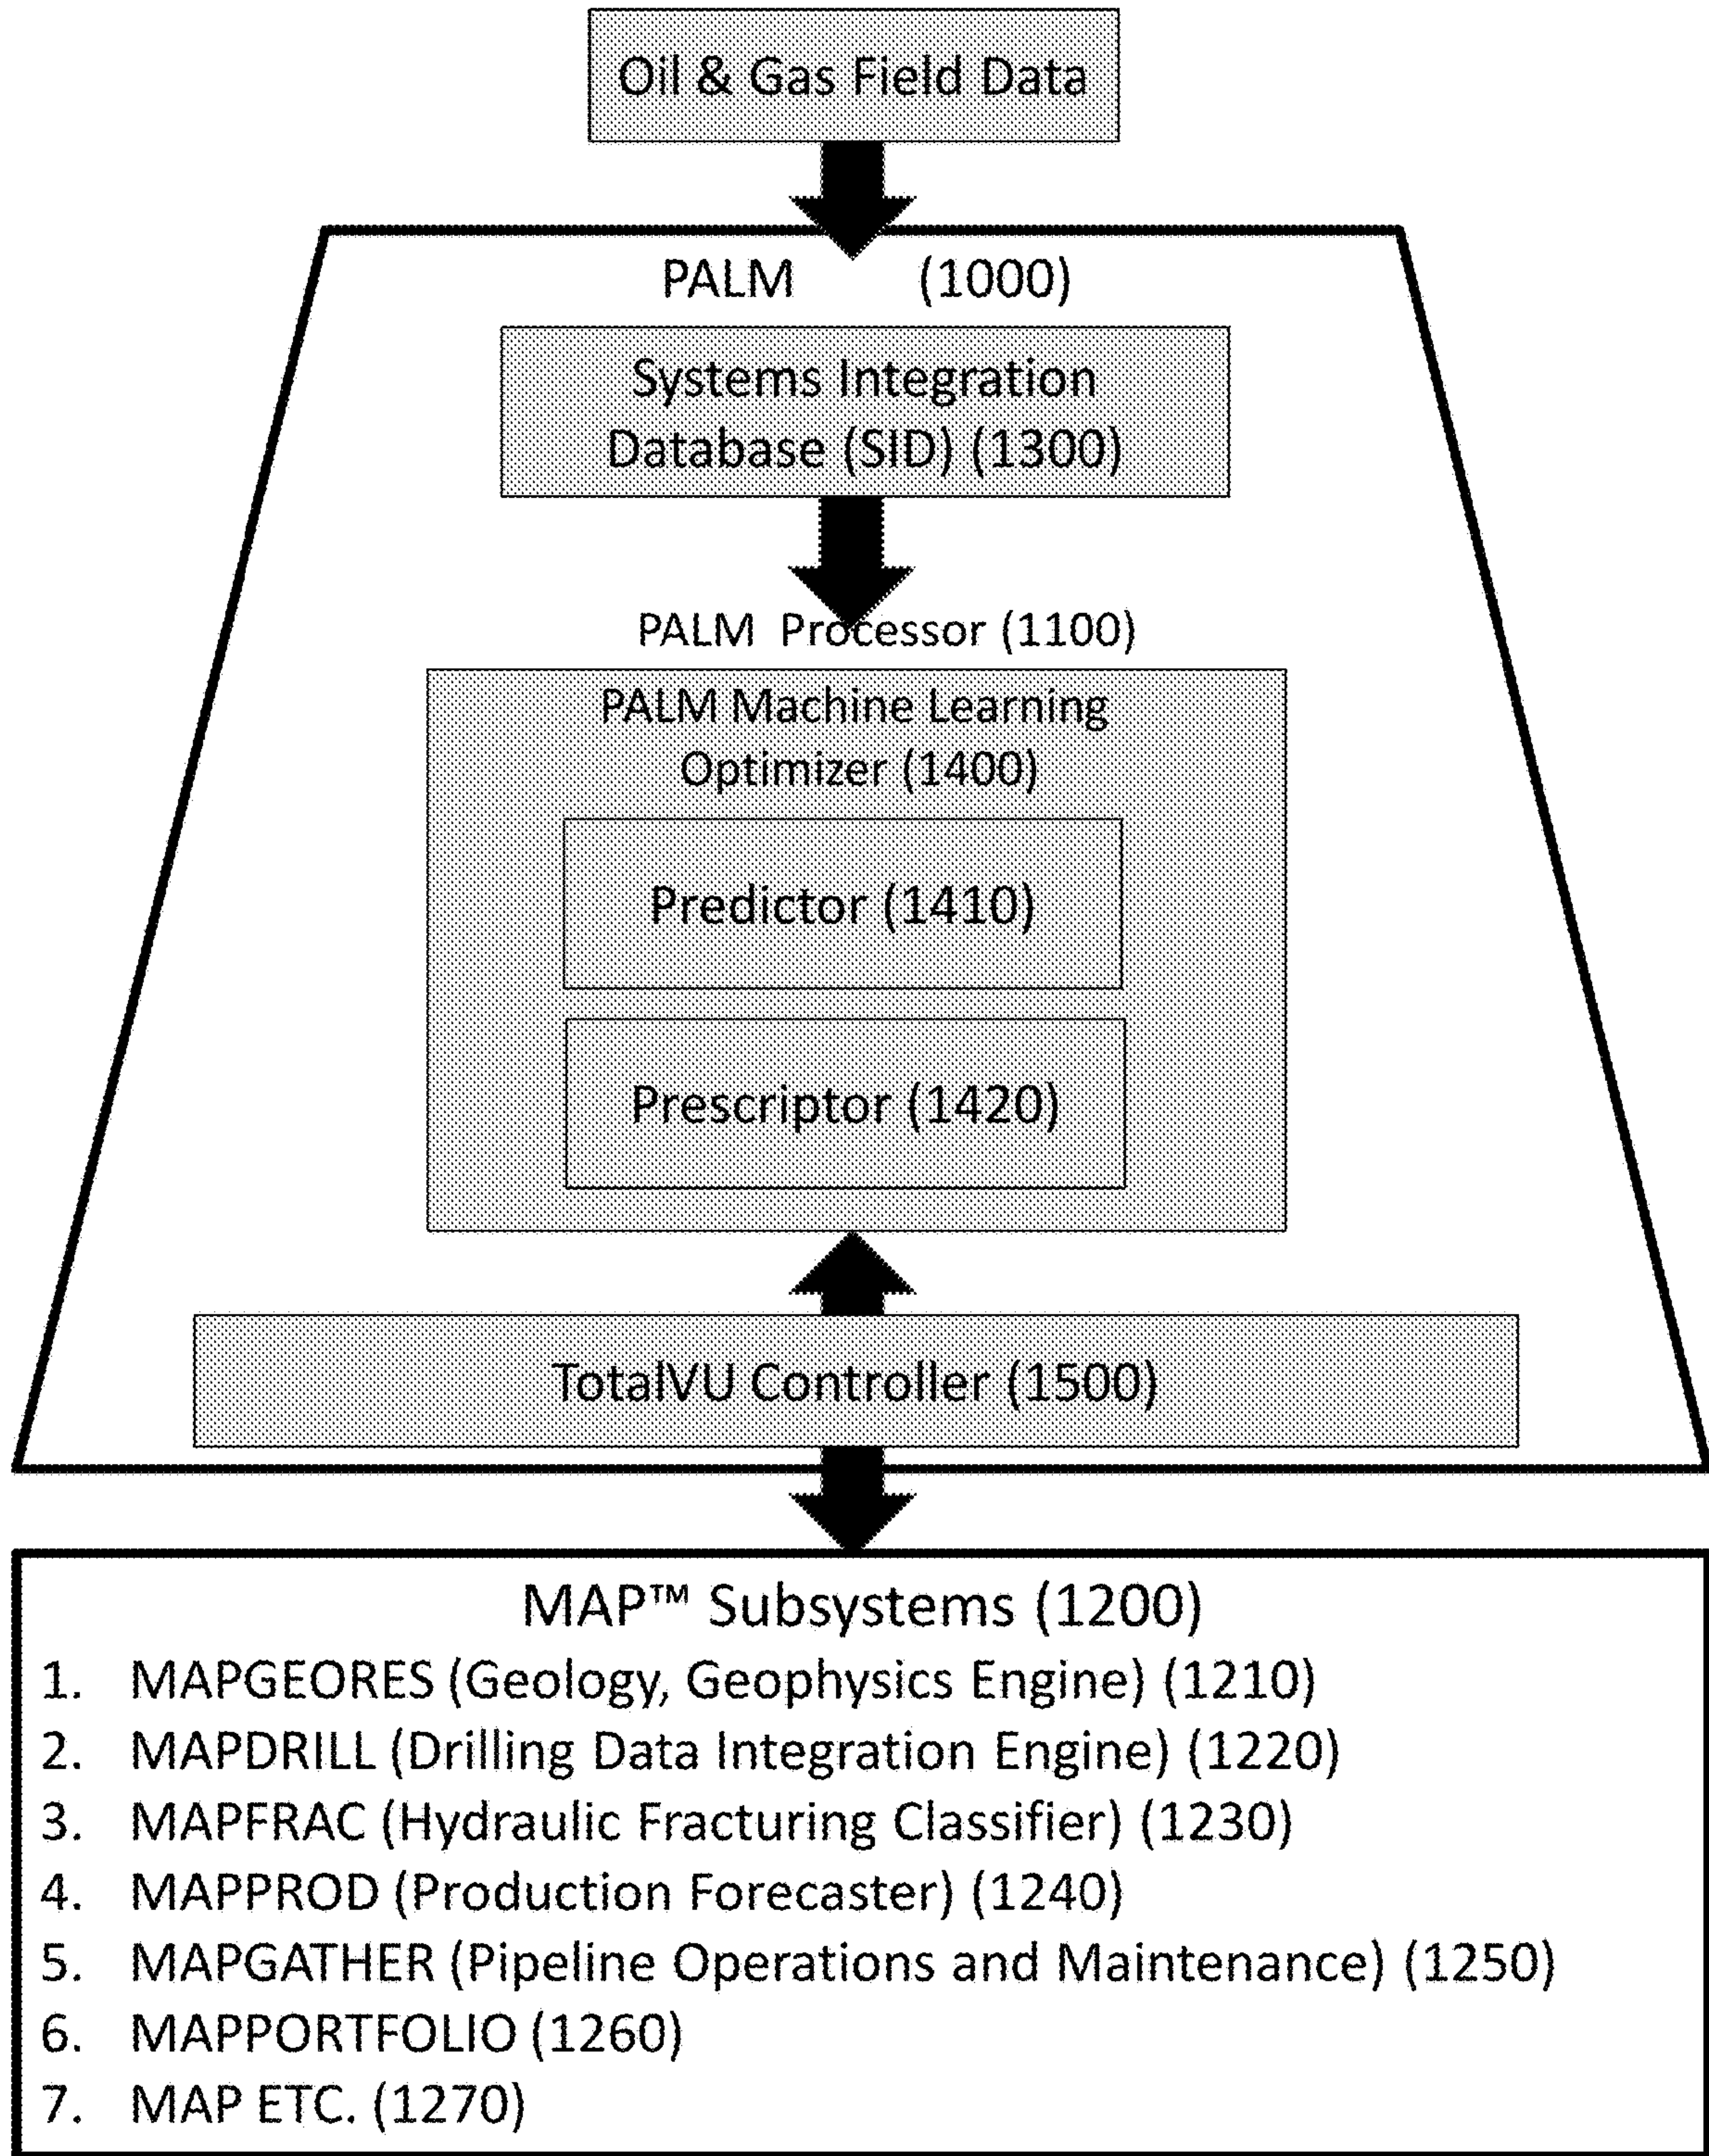 Oil & Gas Field Data
PALM (1000)
Systems Integration
Database (SID) (1300)
PALM Processor (1100)
PALM Machine Learning
Optimizer (1400)
Predictor (1410)
Prescriptor (1420)
TotalVU Controller (1500)
MAP™ Subsystems (1200)
1. MAPGEORES (Geology, Geophysics Engine) (1210)
2. MAPDRILL (Drilling Data Integration Engine) (1220)
3. MAPFRAC (Hydraulic Fracturing Classifier) (1230)
4. MAPPROD (Production Forecaster) (1240)
5. MAPGATHER (Pipeline Operations and Maintenance) (1250)
6. MAPPORTFOLIO (1260)
7. MAP ETC. (1270)